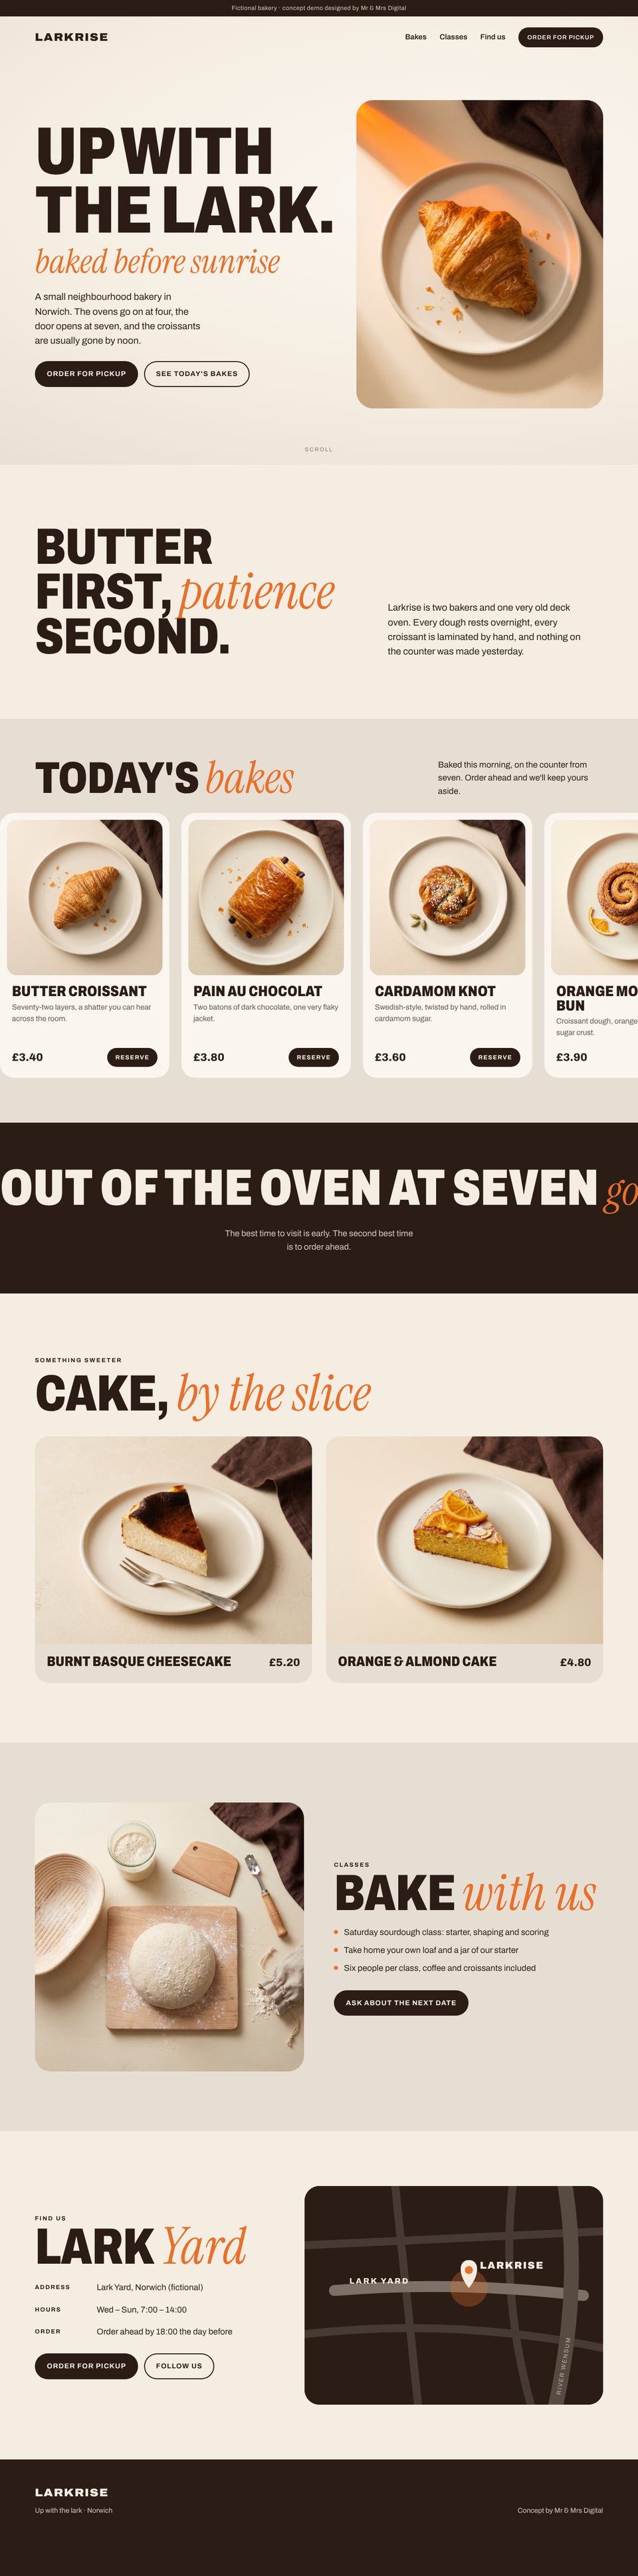 Fictional bakery · concept demo designed by Mr & Mrs Digital
LARKRISE
Bakes
Classes
Find us
ORDER FOR PICKUP
UP WITH
THE LARK.
baked before sunrise
A small neighbourhood bakery in
Norwich. The ovens go on at four, the
door opens at seven, and the croissants
are usually gone by noon.
ORDER FOR PICKUP
SEE TODAY'S BAKES
SCROLL
BUTTER
FIRST, patience
SECOND.
Larkrise is two bakers and one very old deck
oven. Every dough rests overnight, every
croissant is laminated by hand, and nothing on
the counter was made yesterday.
TODAY'S bakes
Baked this morning, on the counter from
seven. Order ahead and we'll keep yours
aside.
BUTTER CROISSANT
Seventy-two layers, a shatter you can hear
across the room.
£3.40
RESERVE
PAIN AU CHOCOLAT
Two batons of dark chocolate, one very flaky
jacket.
£3.80
RESERVE
CARDAMOM KNOT
Swedish-style, twisted by hand, rolled in
cardamom sugar.
£3.60
RESERVE
ORANGE MO
BUN
Croissant dough, orange
sugar crust.
£3.90
OUT OF THE OVEN AT SEVEN go
The best time to visit is early. The second best time
is to order ahead.
SOMETHING SWEETER
CAKE, by the slice
BURNT BASQUE CHEESECAKE
£5.20
ORANGE & ALMOND CAKE
£4.80
CLASSES
BAKE with us
Saturday sourdough class: starter, shaping and scoring
Take home your own loaf and a jar of our starter
Six people per class, coffee and croissants included
ASK ABOUT THE NEXT DATE
FIND US
LARK Yard
ADDRESS
Lark Yard, Norwich (fictional)
HOURS
Wed – Sun, 7:00 – 14:00
ORDER
Order ahead by 18:00 the day before
ORDER FOR PICKUP
FOLLOW US
LARK YARD
LARKRISE
RIVER WENSUM
LARKRISE
Up with the lark · Norwich
Concept by Mr & Mrs Digital